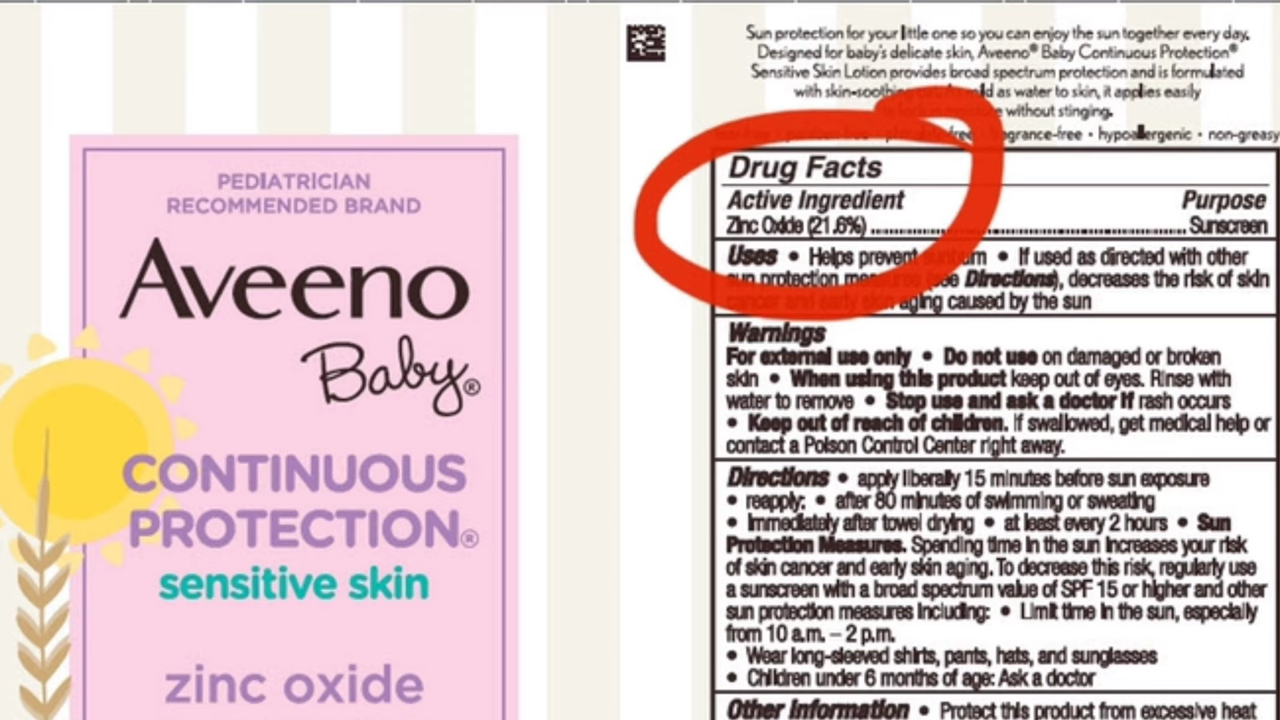 PEDIATRICIAN
RECOMMENDED BRAND
Aveeno
Baby®
CONTINUOUS
PROTECTION®
sensitive skin
zinc oxide
Sun protection for your little one so you can enjoy the sun together every day.
Designed for baby's delicate skin, Aveeno® Baby Continuous Protection®
Sensitive Skin Lotion provides broad spectrum protection and is formulated
with skin-soothing as water to skin, it applies easily
without stinging.
fragrance-free • hypoallergenic • non-greasy
Drug Facts
Active Ingredient Purpose
Zinc Oxide (21.6%) Sunscreen
Uses • Helps prevent sunburn • If used as directed with other
sun protection measures (see Directions), decreases the risk of skin
cancer and early skin aging caused by the sun
Warnings
For external use only • Do not use on damaged or broken
skin • When using this product keep out of eyes. Rinse with
water to remove • Stop use and ask a doctor if rash occurs
• Keep out of reach of children. If swallowed, get medical help or
contact a Poison Control Center right away.
Directions • apply liberally 15 minutes before sun exposure
• reapply: • after 80 minutes of swimming or sweating
• immediately after towel drying • at least every 2 hours • Sun
Protection Measures. Spending time in the sun increases your risk
of skin cancer and early skin aging. To decrease this risk, regularly use
a sunscreen with a broad spectrum value of SPF 15 or higher and other
sun protection measures including: • Limit time in the sun, especially
from 10 a.m. – 2 p.m.
• Wear long-sleeved shirts, pants, hats, and sunglasses
• Children under 6 months of age: Ask a doctor
Other information • Protect this product from excessive heat